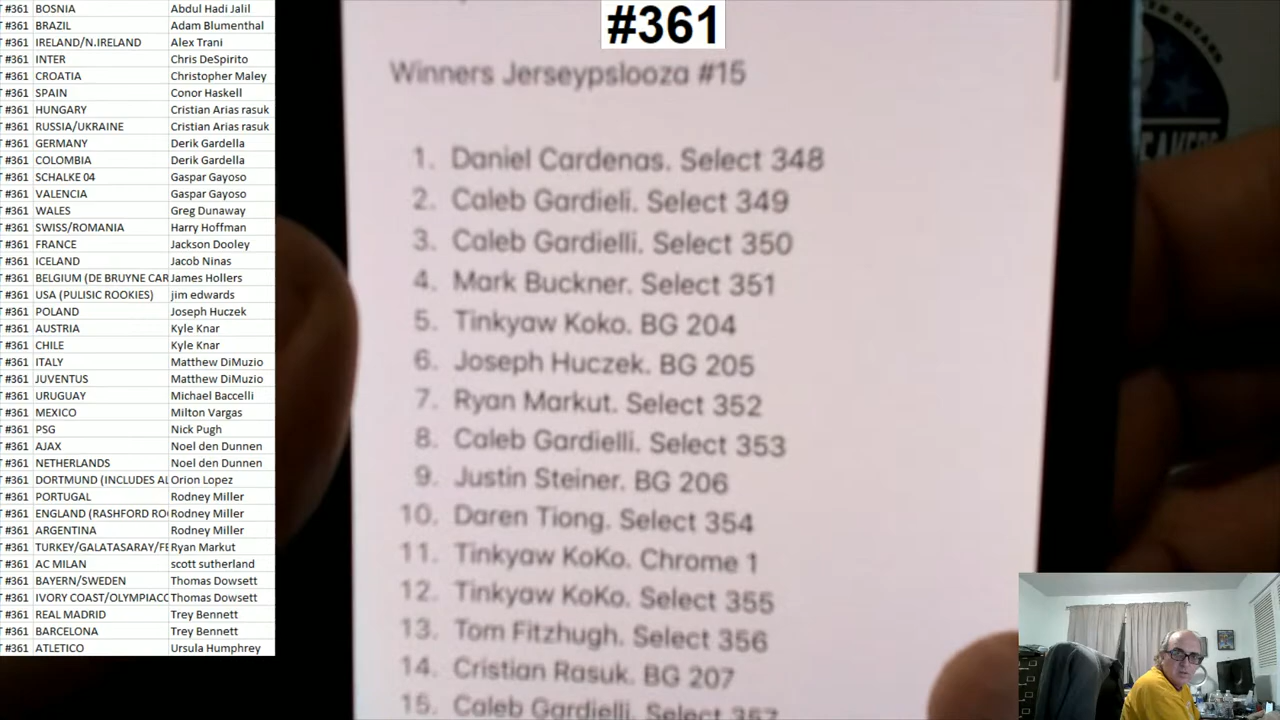 T #361 BOSNIA Abdul Hadi Jalil
T #361 BRAZIL Adam Blumenthal
T #361 IRELAND/N.IRELAND Alex Trani
T #361 INTER Chris DeSpirito
T #361 CROATIA Christopher Maley
T #361 SPAIN Conor Haskell
T #361 HUNGARY Cristian Arias rasuk
T #361 RUSSIA/UKRAINE Cristian Arias rasuk
T #361 GERMANY Derik Gardella
T #361 COLOMBIA Derik Gardella
T #361 SCHALKE 04 Gaspar Gayoso
T #361 VALENCIA Gaspar Gayoso
T #361 WALES Greg Dunaway
T #361 SWISS/ROMANIA Harry Hoffman
T #361 FRANCE Jackson Dooley
T #361 ICELAND Jacob Ninas
T #361 BELGIUM (DE BRUYNE CAR James Hollers
T #361 USA (PULISIC ROOKIES) jim edwards
T #361 POLAND Joseph Huczek
T #361 AUSTRIA Kyle Knar
T #361 CHILE Kyle Knar
T #361 ITALY Matthew DiMuzio
T #361 JUVENTUS Matthew DiMuzio
T #361 URUGUAY Michael Baccelli
T #361 MEXICO Milton Vargas
T #361 PSG Nick Pugh
T #361 AJAX Noel den Dunnen
T #361 NETHERLANDS Noel den Dunnen
T #361 DORTMUND (INCLUDES AL Orion Lopez
T #361 PORTUGAL Rodney Miller
T #361 ENGLAND (RASHFORD ROO Rodney Miller
T #361 ARGENTINA Rodney Miller
T #361 TURKEY/GALATASARAY/FE Ryan Markut
T #361 AC MILAN scott sutherland
T #361 BAYERN/SWEDEN Thomas Dowsett
T #361 IVORY COAST/OLYMPIACO Thomas Dowsett
T #361 REAL MADRID Trey Bennett
T #361 BARCELONA Trey Bennett
T #361 ATLETICO Ursula Humphrey
#361
Winners Jerseypslooza #15
1. Daniel Cardenas. Select 348
2. Caleb Gardieli. Select 349
3. Caleb Gardielli. Select 350
4. Mark Buckner. Select 351
5. Tinkyaw Koko. BG 204
6. Joseph Huczek. BG 205
7. Ryan Markut. Select 352
8. Caleb Gardielli. Select 353
9. Justin Steiner. BG 206
10. Daren Tiong. Select 354
11. Tinkyaw KoKo. Chrome 1
12. Tinkyaw KoKo. Select 355
13. Tom Fitzhugh. Select 356
14. Cristian Rasuk. BG 207
15. Caleb Gardielli. Select 357